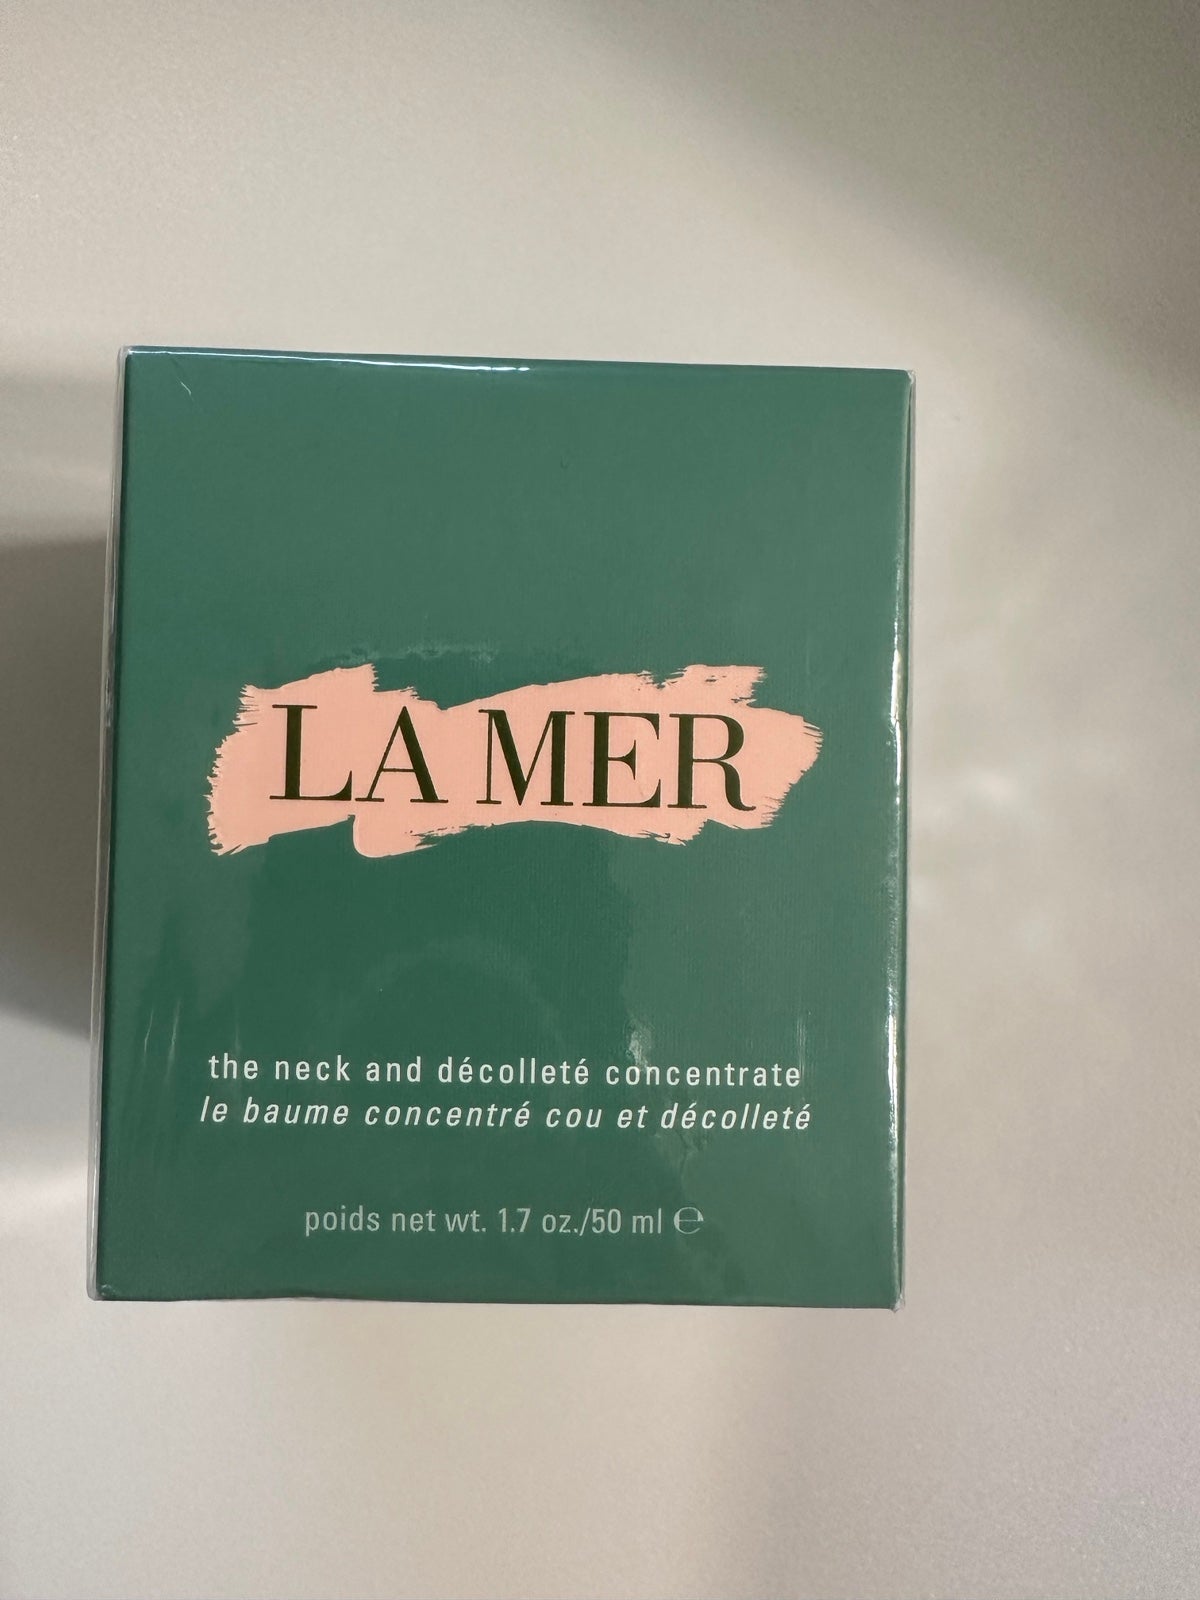 LA MER
the neck and décolleté concentrate
le baume concentré cou et décolleté
poids net wt. 1.7 oz./50 ml ℮